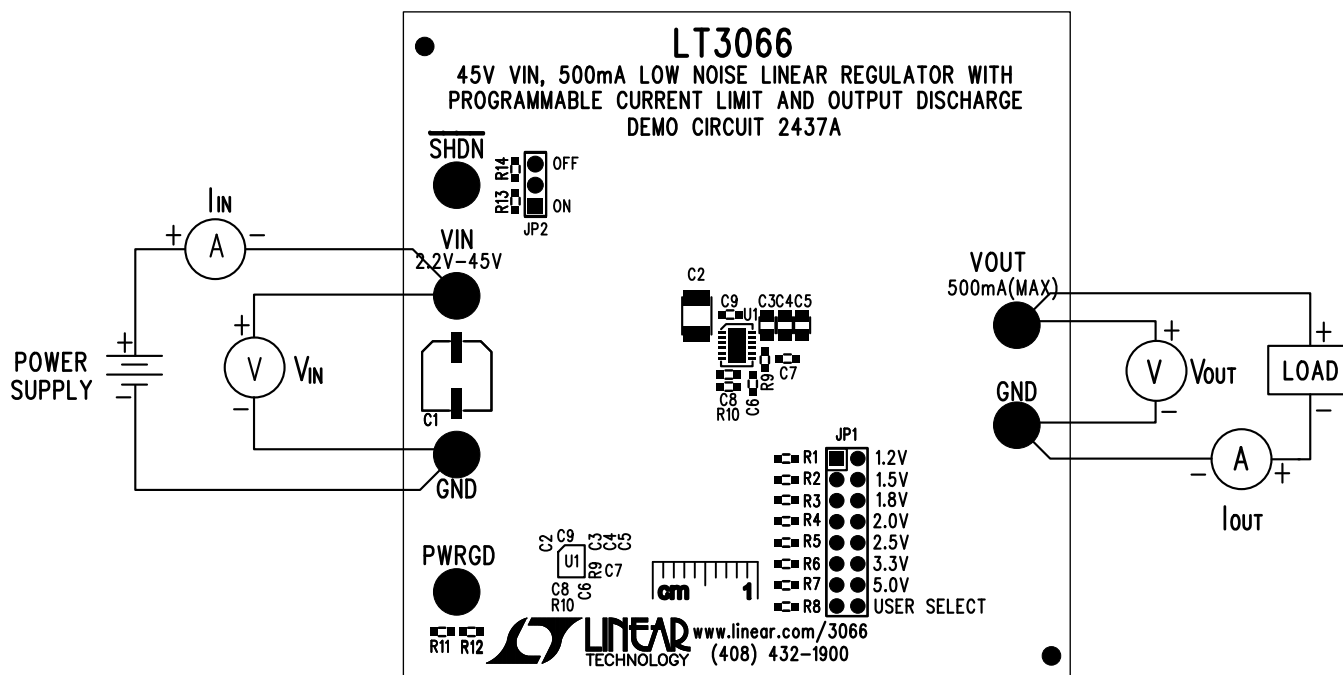 LT3066
45V VIN, 500mA LOW NOISE LINEAR REGULATOR WITH
PROGRAMMABLE CURRENT LIMIT AND OUTPUT DISCHARGE
DEMO CIRCUIT 2437A
SHDN
R14
R13
OFF
ON
JP2
IIN
+ A -
VIN
2.2V-45V
POWER
SUPPLY
+
-
+
V
-
VIN
C1
GND
C2
C9
U1
C3
C4
C5
R9
C7
C8
R10
C6
VOUT
500mA(MAX)
GND
+
V
-
VOUT
+
LOAD
-
- A +
IOUT
JP1
R1 1.2V
R2 1.5V
R3 1.8V
R4 2.0V
R5 2.5V
R6 3.3V
R7 5.0V
R8 USER SELECT
PWRGD
R11 R12
C2
C9
U1
C3
C4
C5
R9
C7
C8
R10
C6
cm 1
LINEAR
TECHNOLOGY
www.linear.com/3066
(408) 432-1900